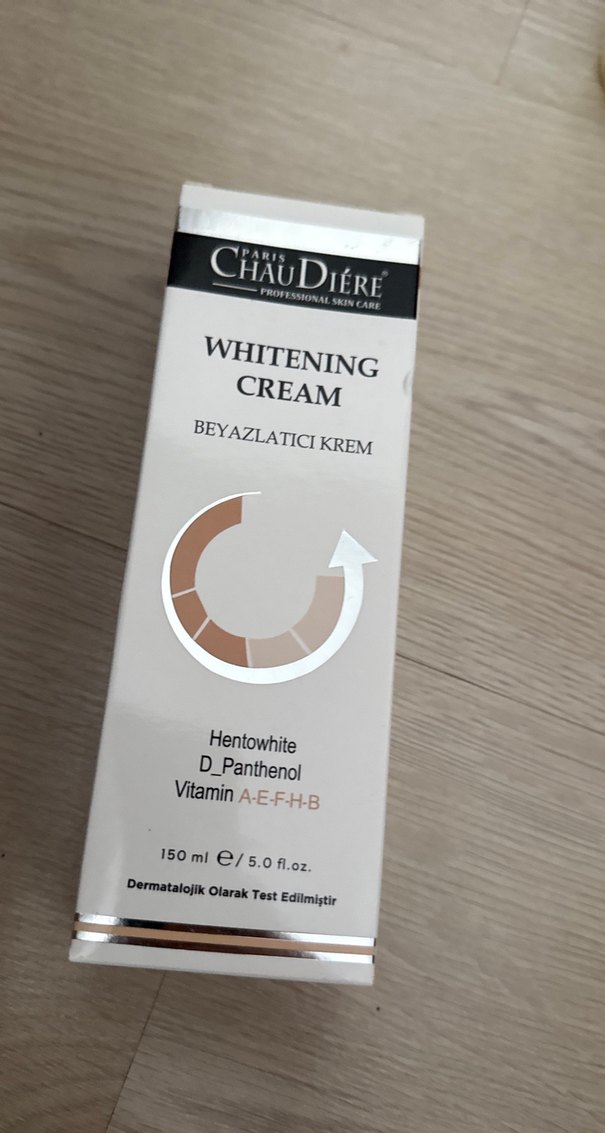 PARIS
CHAUDIÉRE®
PROFESSIONAL SKIN CARE
WHITENING
CREAM
BEYAZLATICI KREM
Hentowhite
D_Panthenol
Vitamin A-E-F-H-B
150 ml ℮/ 5.0 fl.oz.
Dermatalojik Olarak Test Edilmiştir